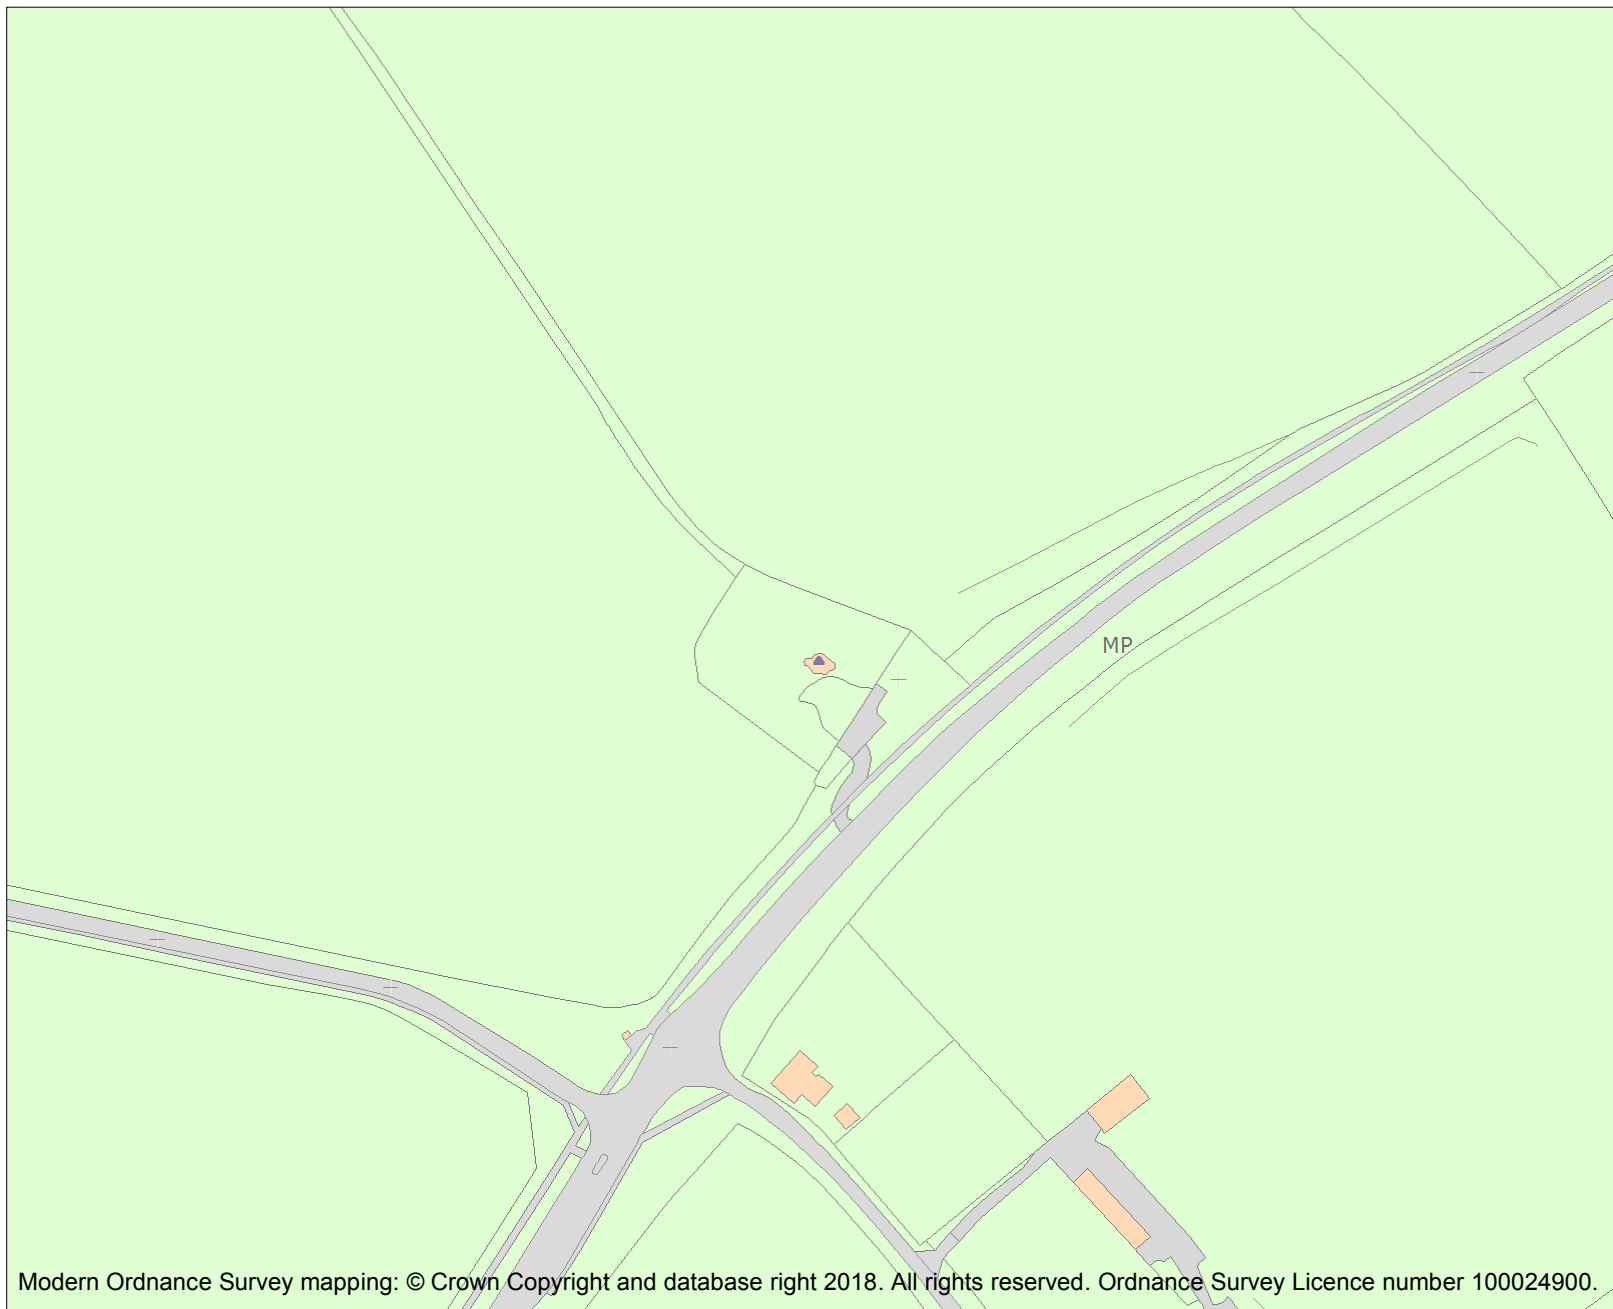 MP
Modern Ordnance Survey mapping: © Crown Copyright and database right 2018. All rights reserved. Ordnance Survey Licence number 100024900.